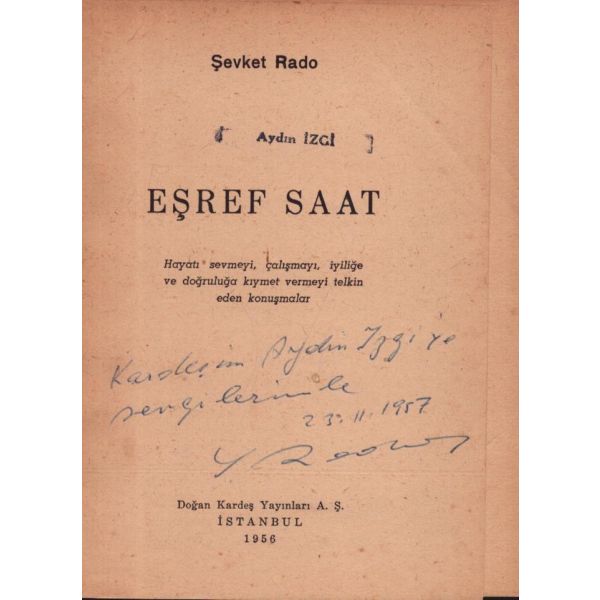 Şevket Rado
Aydın İZGİ
EŞREF SAAT
Hayatı sevmeyi, çalışmayı, iyiliğe
ve doğruluğa kıymet vermeyi telkin
eden konuşmalar
Kardeşim Aydın İzgi'ye
sevgilerimle
23.11.1957
Doğan Kardeş Yayınları A. Ş.
İSTANBUL
1956